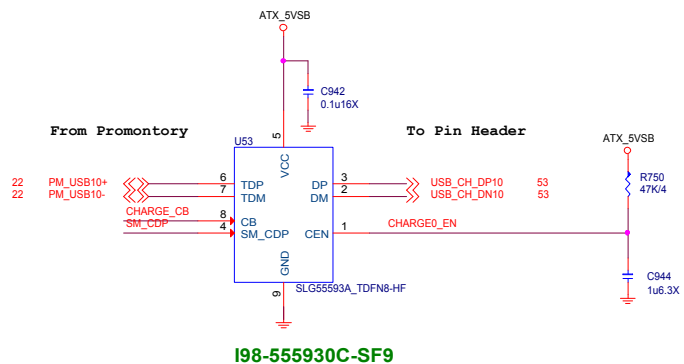 ATX_5VSB
C942
0.1u16X
From Promontory
To Pin Header
ATX_5VSB
U53
5
VCC
R750
47K/4
22 PM_USB10+ 6 TDP DP 3 USB_CH_DP10 53
22 PM_USB10- 7 TDM DM 2 USB_CH_DN10 53
CHARGE_CB 8 CB
SM_CDP 4 SM_CDP CEN 1 CHARGE0_EN
GND
9
SLG55593A_TDFN8-HF
C944
1u6.3X
I98-555930C-SF9